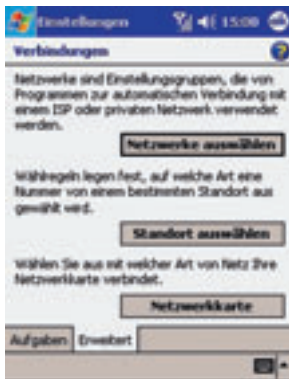 Einstellungen 15:08
Verbindungen
Netzwerke sind Einstellungsgruppen, die von
Programmen zur automatischen Verbindung mit
einem ISP oder privaten Netzwerk verwendet
werden.
Netzwerke auswählen
Wählregeln legen fest, auf welche Art eine
Nummer von einem bestimmten Standort aus
gewählt wird.
Standort auswählen
Wählen Sie aus mit welcher Art von Netz Ihre
Netzwerkkarte verbindet.
Netzwerkkarte
Aufgaben Erweitert